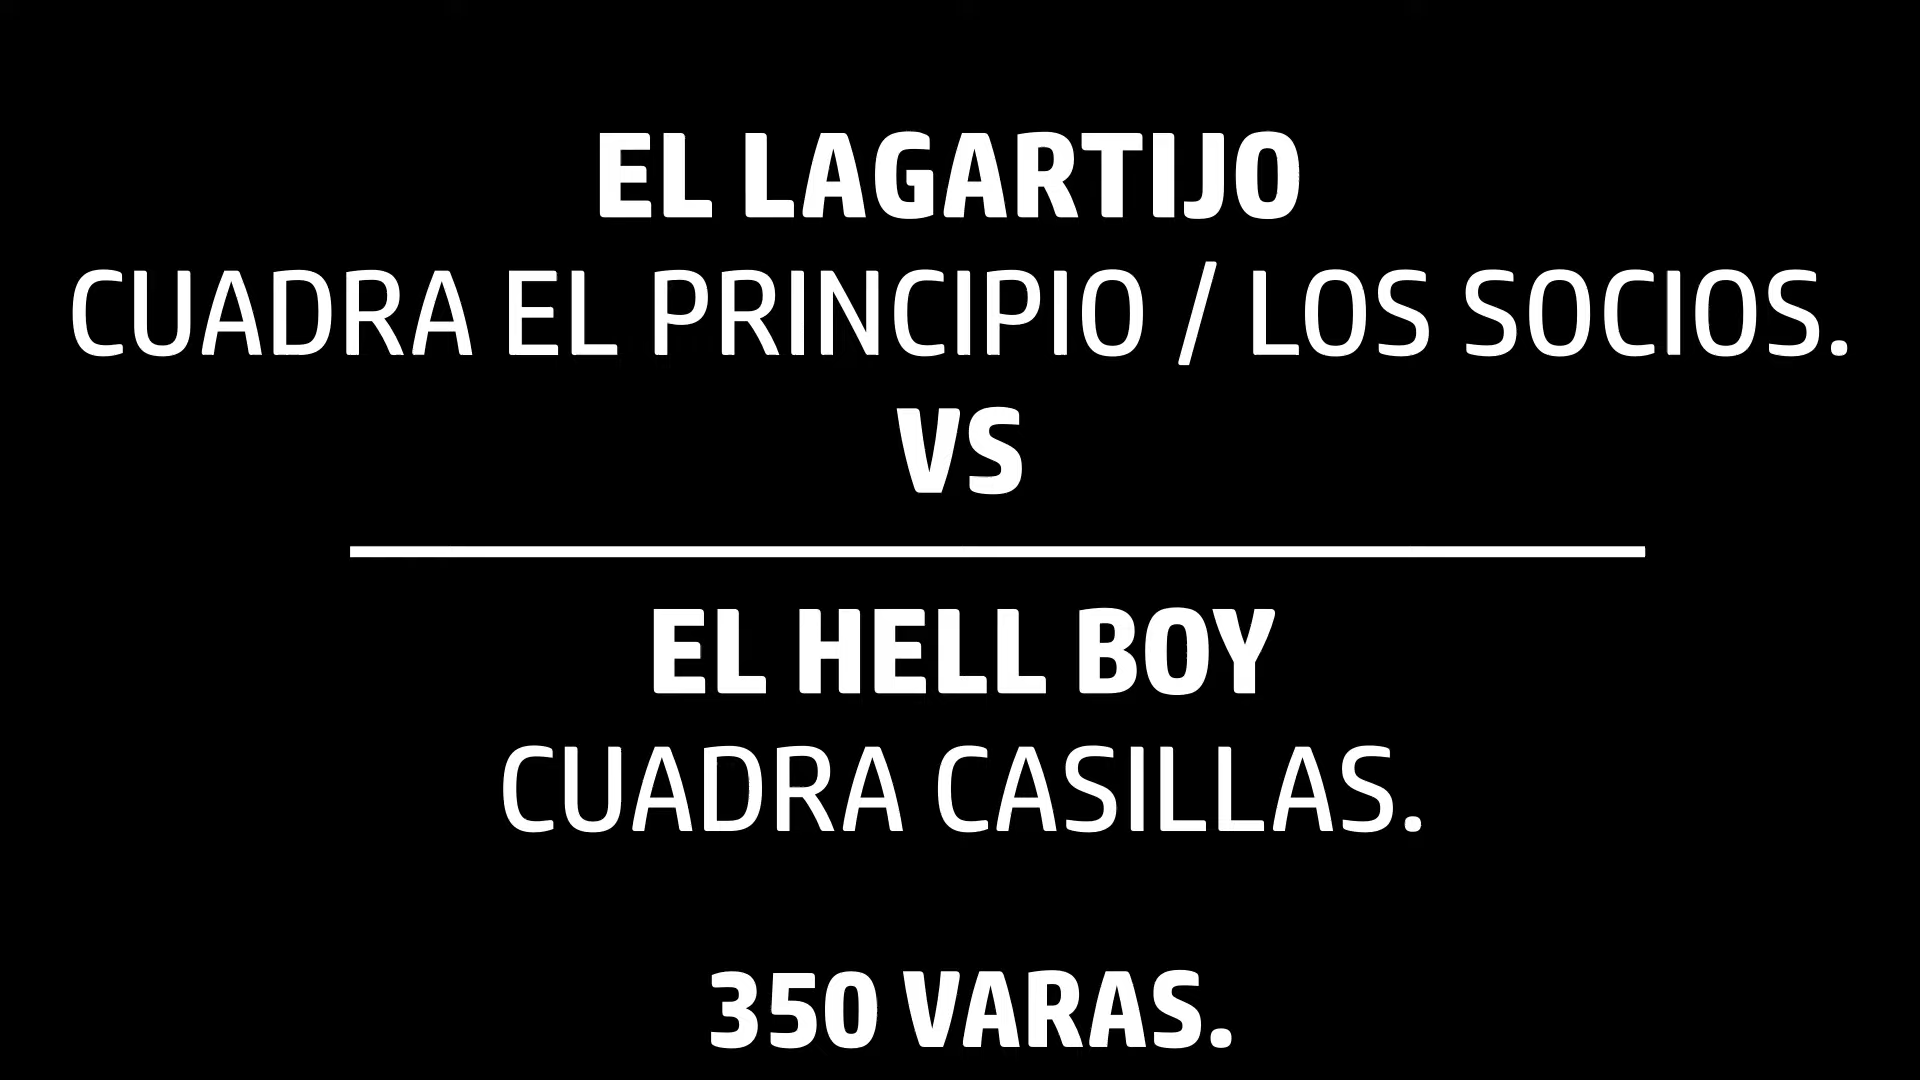 EL LAGARTIJO
CUADRA EL PRINCIPIO / LOS SOCIOS.
VS
EL HELL BOY
CUADRA CASILLAS.
350 VARAS.